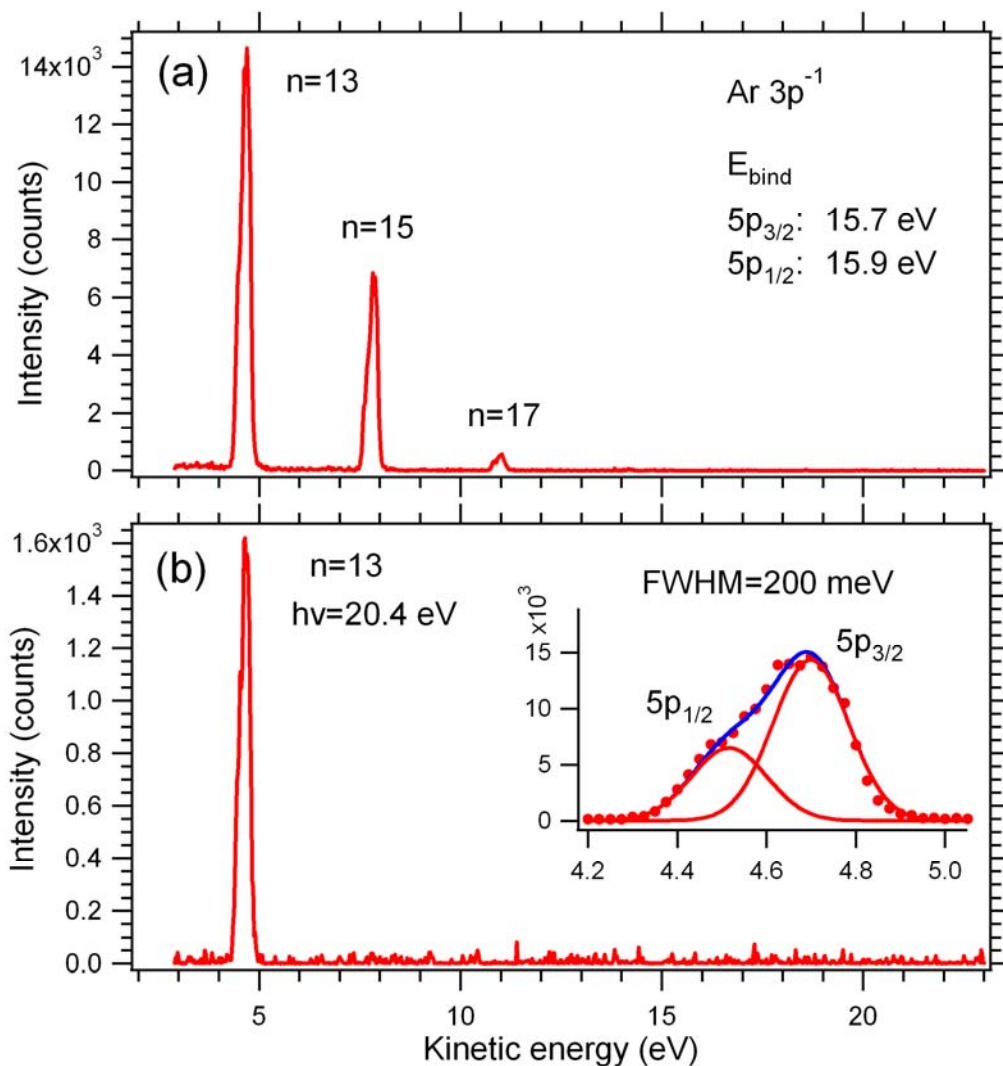 (a)
n=13
n=15
n=17
Ar 3p⁻¹
E_bind
5p_3/2: 15.7 eV
5p_1/2: 15.9 eV
Intensity (counts)
14x10³
12
10
8
6
4
2
0
(b)
n=13
hν=20.4 eV
FWHM=200 meV
5p_3/2
5p_1/2
x10³
15
10
5
0
4.2 4.4 4.6 4.8 5.0
Intensity (counts)
1.6x10³
1.4
1.2
1.0
0.8
0.6
0.4
0.2
0.0
5 10 15 20
Kinetic energy (eV)